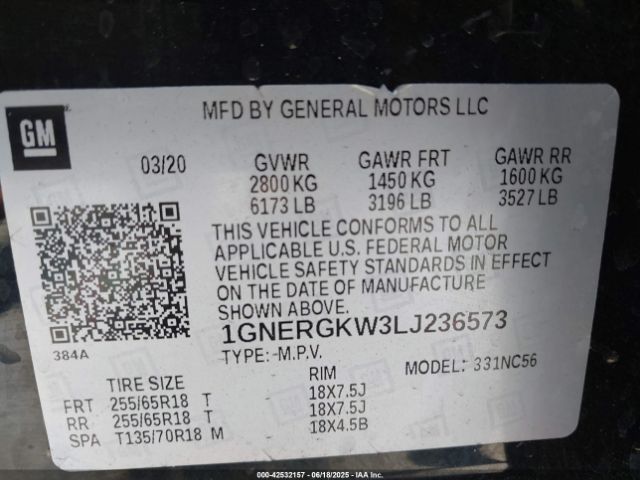 MFD BY GENERAL MOTORS LLC
GM
03/20 GVWR GAWR FRT GAWR RR
2800 KG 1450 KG 1600 KG
6173 LB 3196 LB 3527 LB
THIS VEHICLE CONFORMS TO ALL
APPLICABLE U.S. FEDERAL MOTOR
VEHICLE SAFETY STANDARDS IN EFFECT
ON THE DATE OF MANUFACTURE
SHOWN ABOVE.
1GNERGKW3LJ236573
384A
TYPE: -M.P.V. MODEL: 331NC56
TIRE SIZE RIM
FRT 255/65R18 T 18X7.5J
RR 255/65R18 T 18X7.5J
SPA T135/70R18 M 18X4.5B
00-42532157 - 06/18/2025 - IAA Inc.